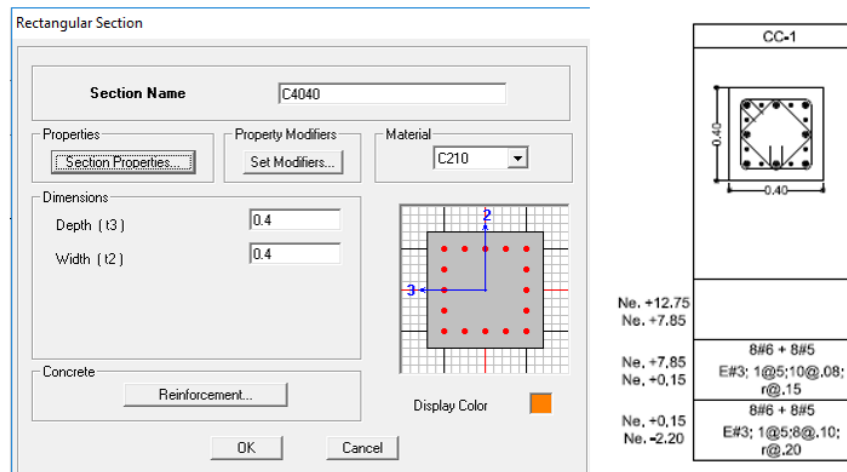 Rectangular Section
Section Name
C4040
Properties
Section Properties...
Property Modifiers
Set Modifiers...
Material
C210
Dimensions
Depth ( t3 )
0.4
Width ( t2 )
0.4
2
3
Concrete
Reinforcement...
Display Color
OK
Cancel
CC-1
0.40
0.40
Ne. +12.75
Ne. +7.85
Ne. +7.85
Ne. +0.15
8#6 + 8#5
E#3; 1@5;10@.08;
r@.15
Ne. +0.15
Ne. -2.20
8#6 + 8#5
E#3; 1@5;8@.10;
r@.20